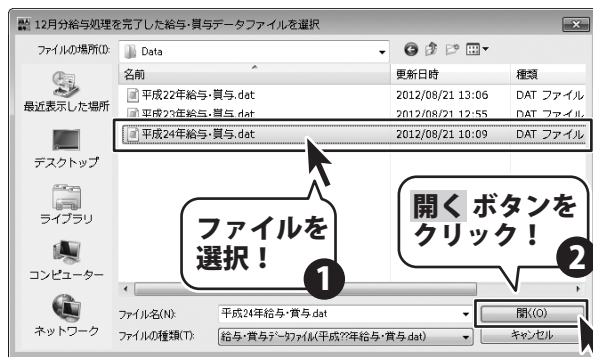 12月分給与処理を完了した給与・賞与データファイルを選択
ファイルの場所(I):
Data
名前
更新日時
種類
平成22年給与・賞与.dat
2012/08/21 13:06
DAT ファイル
平成23年給与・賞与.dat
2012/08/21 12:55
DAT ファイル
平成24年給与・賞与.dat
2012/08/21 10:09
DAT ファイル
最近表示した場所
デスクトップ
ライブラリ
コンピューター
ネットワーク
ファイルを
選択！
1
開く ボタンを
クリック！
2
ファイル名(N):
平成24年給与・賞与.dat
開く(O)
ファイルの種類(T):
給与・賞与データファイル(平成??年給与・賞与.dat)
キャンセル